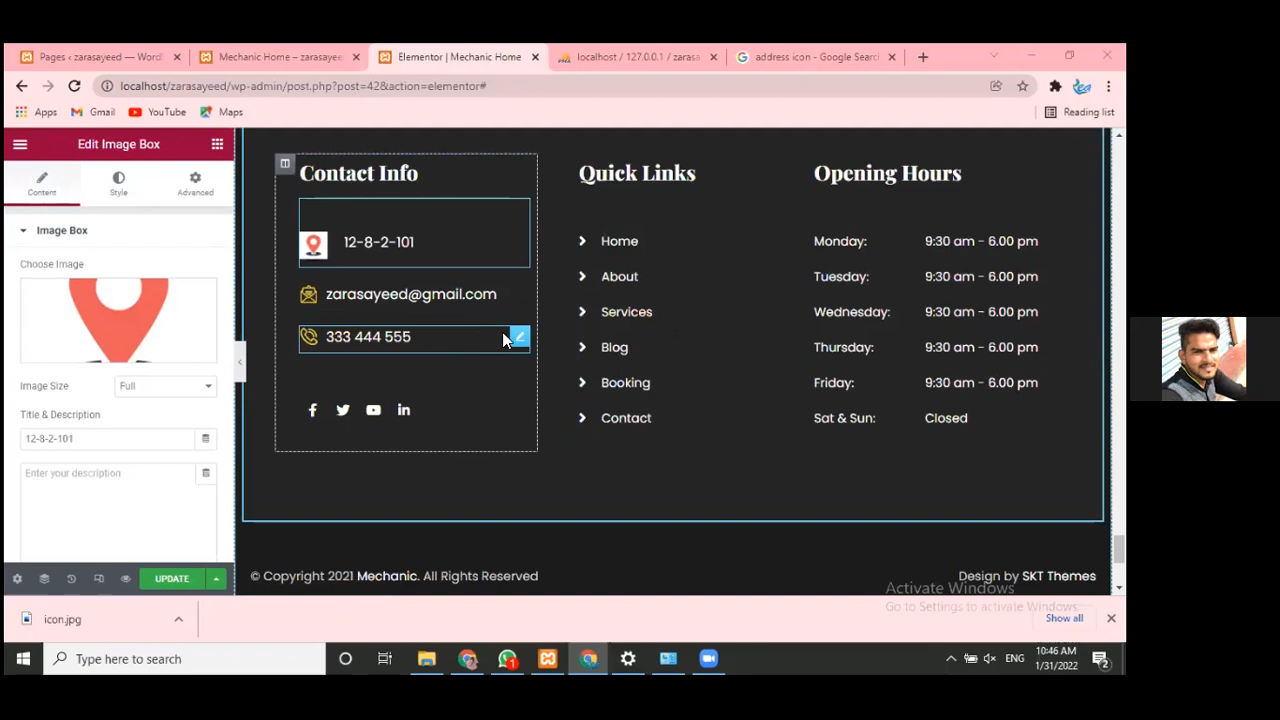 Pages ‹ zarasayeed — Word
Mechanic Home – zarasayee
Elementor | Mechanic Home
localhost / 127.0.0.1 / zarasa
address icon - Google Search
localhost/zarasayeed/wp-admin/post.php?post=42&action=elementor#
Apps
Gmail
YouTube
Maps
Reading list
Edit Image Box
Content
Style
Advanced
Image Box
Choose Image
Image Size
Full
Title & Description
12-8-2-101
Enter your description
UPDATE
Contact Info
12-8-2-101
zarasayeed@gmail.com
333 444 555
Quick Links
Home
About
Services
Blog
Booking
Contact
Opening Hours
Monday: 9:30 am - 6.00 pm
Tuesday: 9:30 am - 6.00 pm
Wednesday: 9:30 am - 6.00 pm
Thursday: 9:30 am - 6.00 pm
Friday: 9:30 am - 6.00 pm
Sat & Sun: Closed
© Copyright 2021 Mechanic. All Rights Reserved
Design by SKT Themes
Activate Windows
Go to Settings to activate Windows.
icon.jpg
Show all
Type here to search
1
ENG
10:46 AM
1/31/2022
2